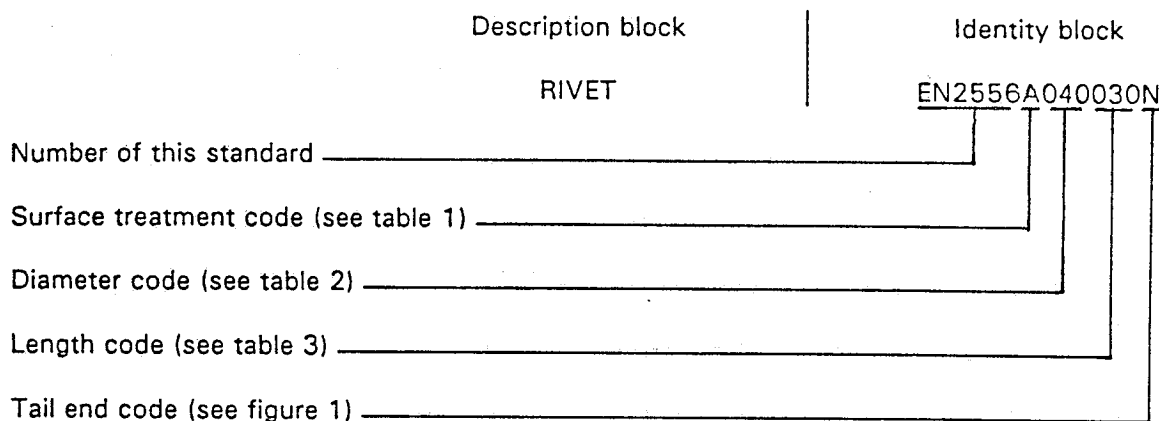 Description block Identity block
RIVET EN2556A040030N
Number of this standard
Surface treatment code (see table 1)
Diameter code (see table 2)
Length code (see table 3)
Tail end code (see figure 1)